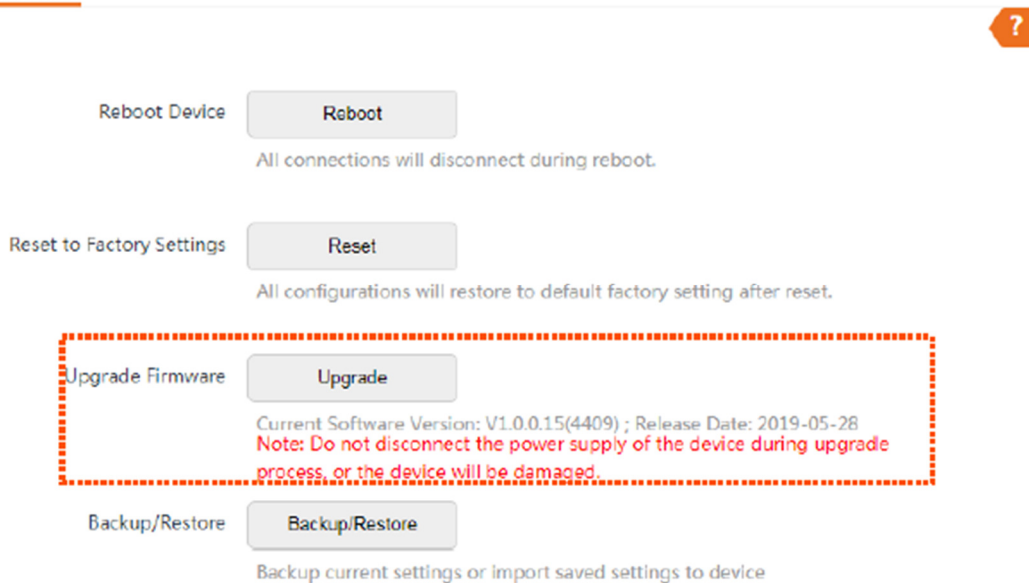 ?
Reboot Device Reboot
All connections will disconnect during reboot.
Reset to Factory Settings Reset
All configurations will restore to default factory setting after reset.
Upgrade Firmware Upgrade
Current Software Version: V1.0.0.15(4409) ; Release Date: 2019-05-28
Note: Do not disconnect the power supply of the device during upgrade
process, or the device will be damaged.
Backup/Restore Backup/Restore
Backup current settings or import saved settings to device